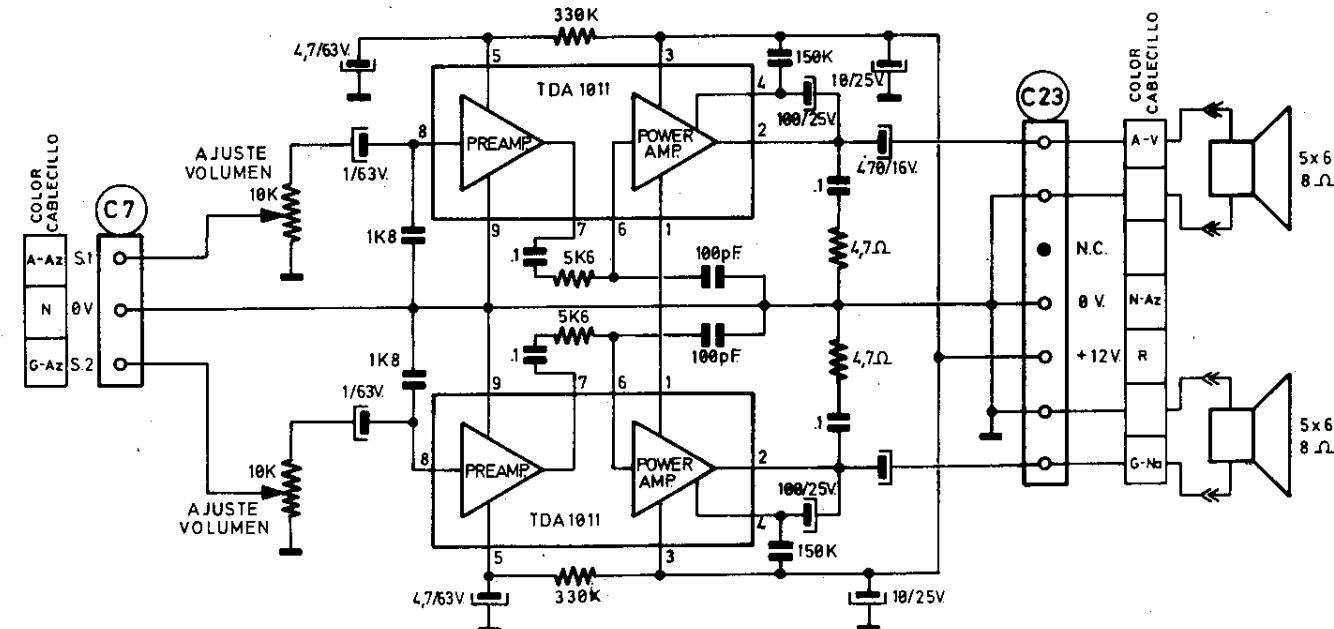 330K
4,7/63V.
5
3
150K
4
10/25V.
TDA 1011
100/25V.
C23
COLOR
CABLECILLO
AJUSTE
VOLUMEN
10K
1/63V.
8
PREAMP.
POWER
AMP.
2
470/16V.
A-V
5x6
8Ω
COLOR
CABLECILLO
C7
1K8
9
7
6
1
.1
.1
5K6
100pF.
4,7Ω
N.C.
A-Az
S.1
N
0V
0 V.
N-Az
G-Az
S.2
5K6
.1
100pF.
4,7Ω
+12V.
R
1K8
1/63V.
9
7
6
1
.1
10K
AJUSTE
VOLUMEN
8
PREAMP.
POWER
AMP.
2
G-Na
5x6
8Ω
100/25V.
TDA 1011
4
150K
5
3
4,7/63V.
330K
10/25V.